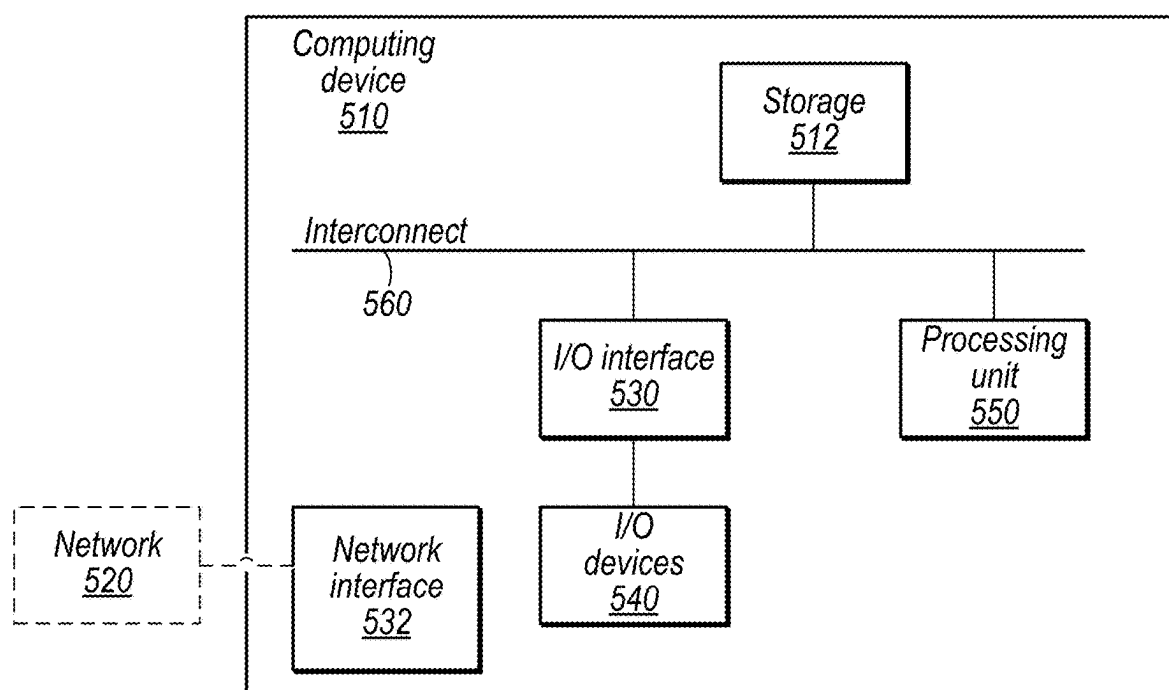 Computing
device
510
Storage
512
Interconnect
560
I/O interface
530
Processing
unit
550
Network
520
Network
interface
532
I/O
devices
540